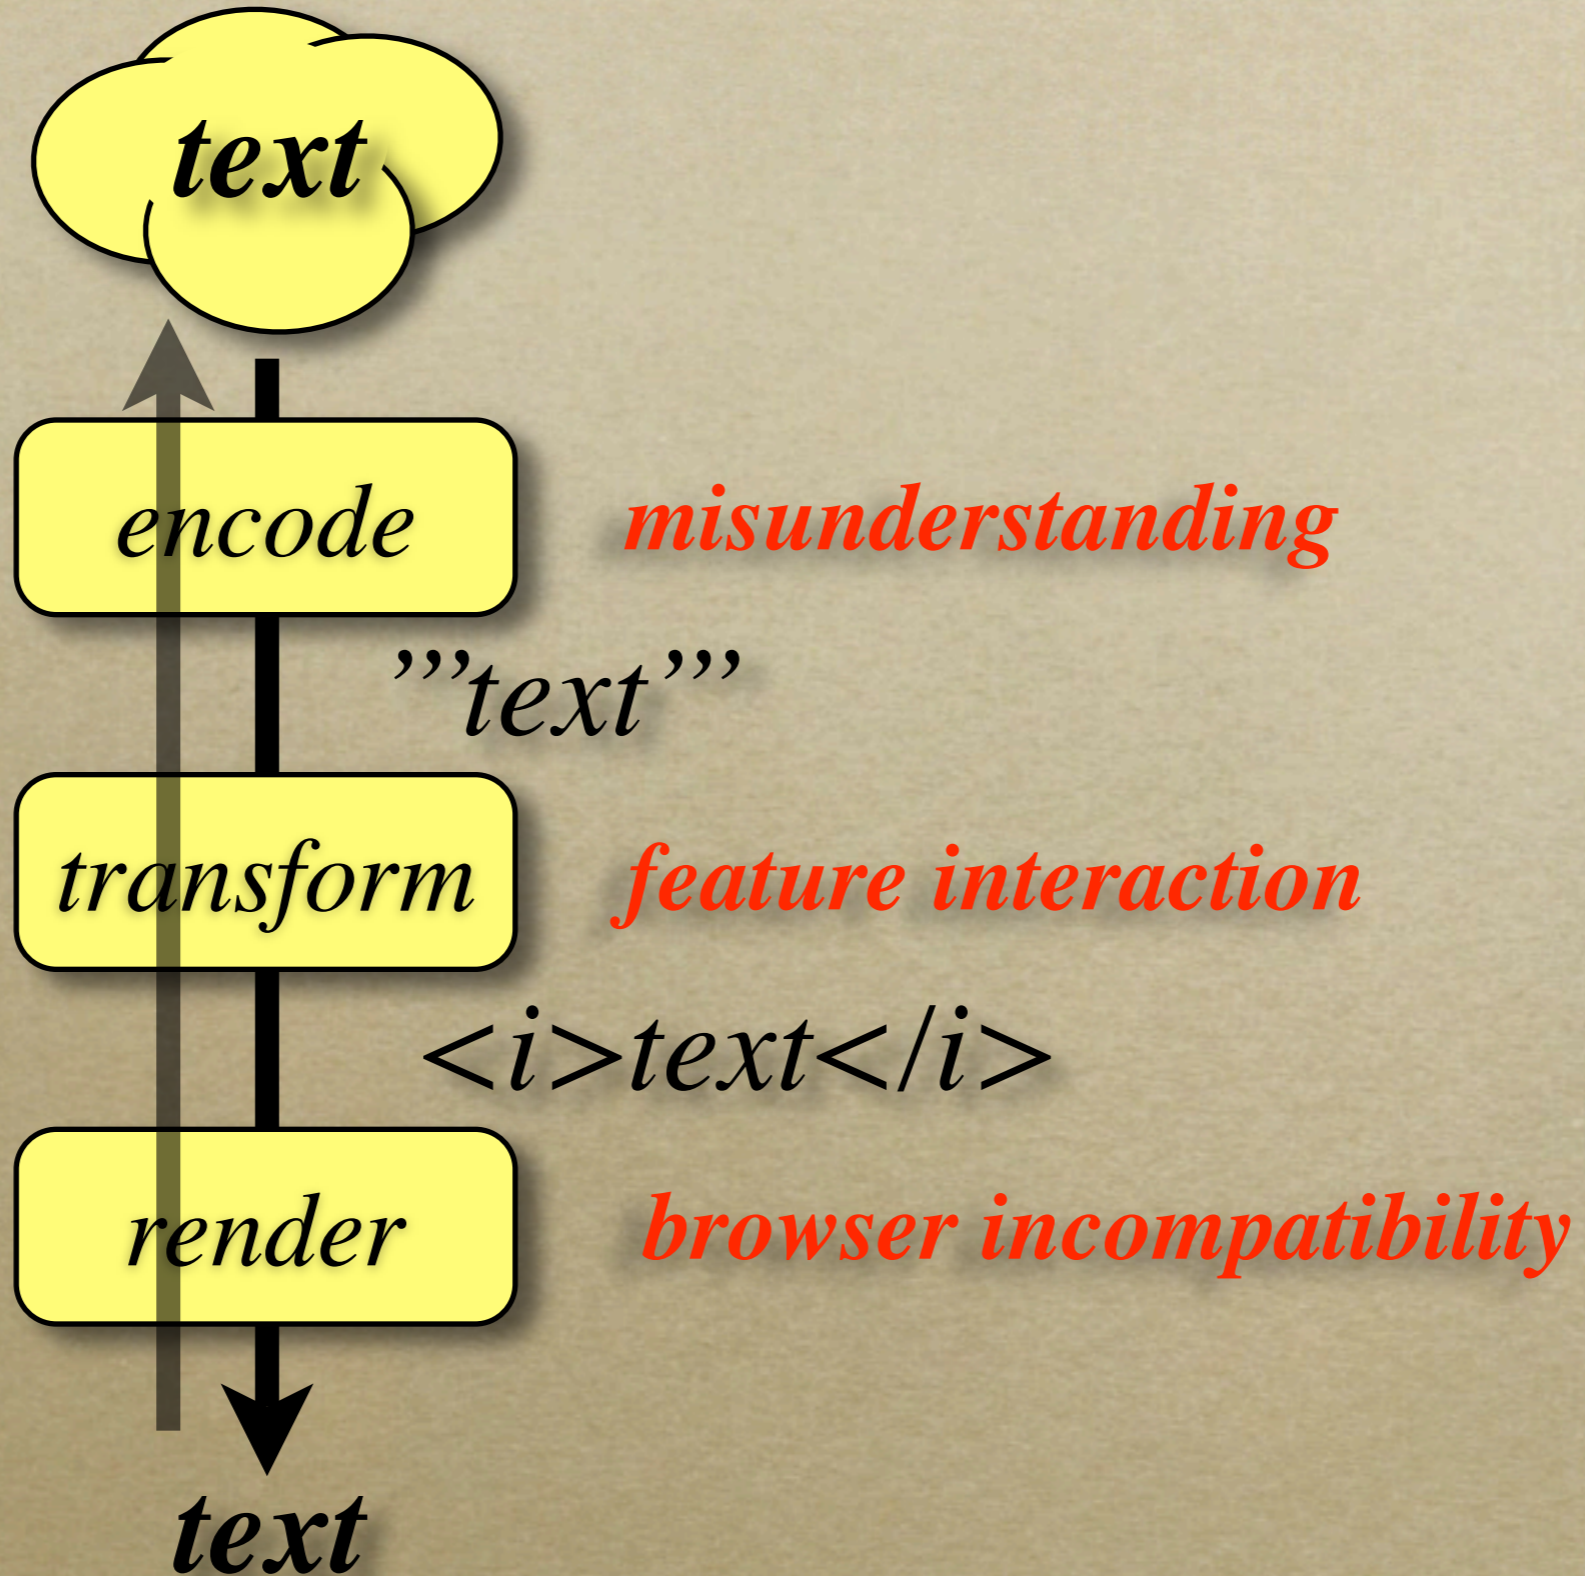 text
encode
misunderstanding
’’’text’’’
transform
feature interaction
<i>text</i>
render
browser incompatibility
text